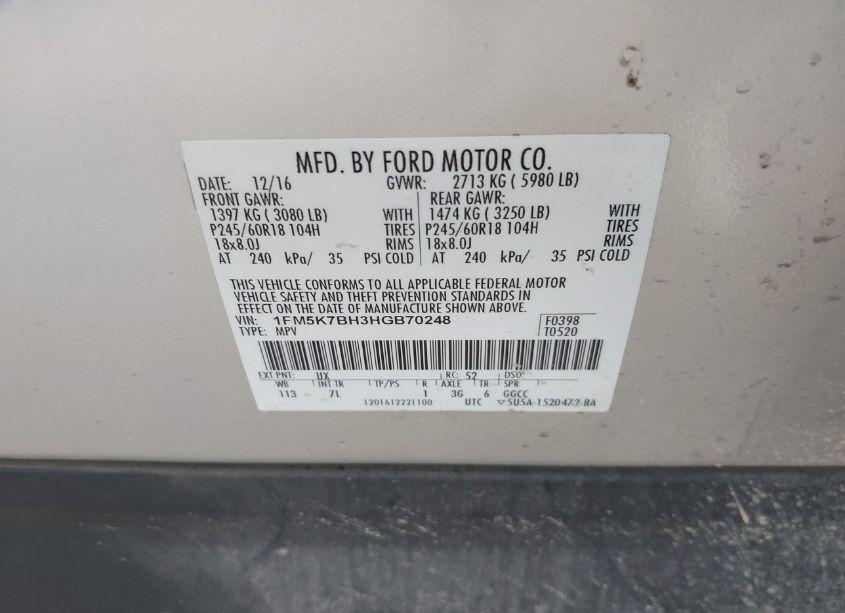 MFD. BY FORD MOTOR CO.
DATE: 12/16 GVWR: 2713 KG ( 5980 LB)
FRONT GAWR: REAR GAWR:
1397 KG ( 3080 LB) WITH 1474 KG ( 3250 LB) WITH
P245/60R18 104H TIRES P245/60R18 104H TIRES
18x8.0J RIMS 18x8.0J RIMS
AT 240 kPa/ 35 PSI COLD AT 240 kPa/ 35 PSI COLD
THIS VEHICLE CONFORMS TO ALL APPLICABLE FEDERAL MOTOR
VEHICLE SAFETY AND THEFT PREVENTION STANDARDS IN
EFFECT ON THE DATE OF MANUFACTURE SHOWN ABOVE.
VIN: 1FM5K7BH3HGB70248 F0398
TYPE: MPV T0520
EXT PNT: UX RC: 52 DSO:
WB INT TR TP/PS R AXLE TR SPR
113 7L 1 3G 6 GGCC
1201612221100 UTC 5U5A-1520472-BA